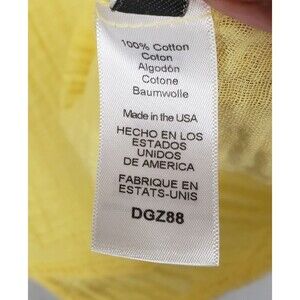 100% Cotton
Coton
Algodón
Cotone
Baumwolle
Made in the USA
HECHO EN LOS
ESTADOS
UNIDOS
DE AMERICA
FABRIQUE EN
ESTATS-UNIS
DGZ88